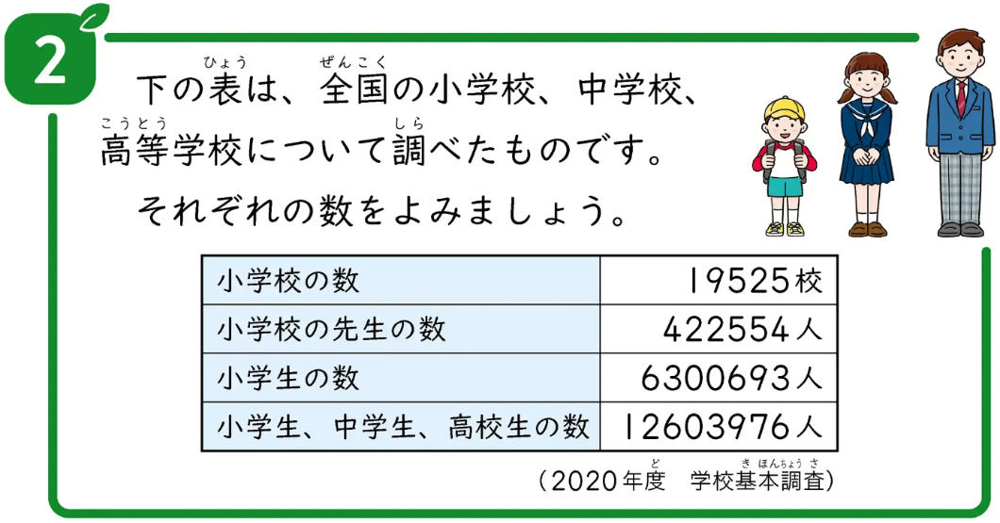 2
下の表は、全国の小学校、中学校、
高等学校について調べたものです。
それぞれの数をよみましょう。
小学校の数 19525校
小学校の先生の数 422554人
小学生の数 6300693人
小学生、中学生、高校生の数 12603976人
（2020年度　学校基本調査）